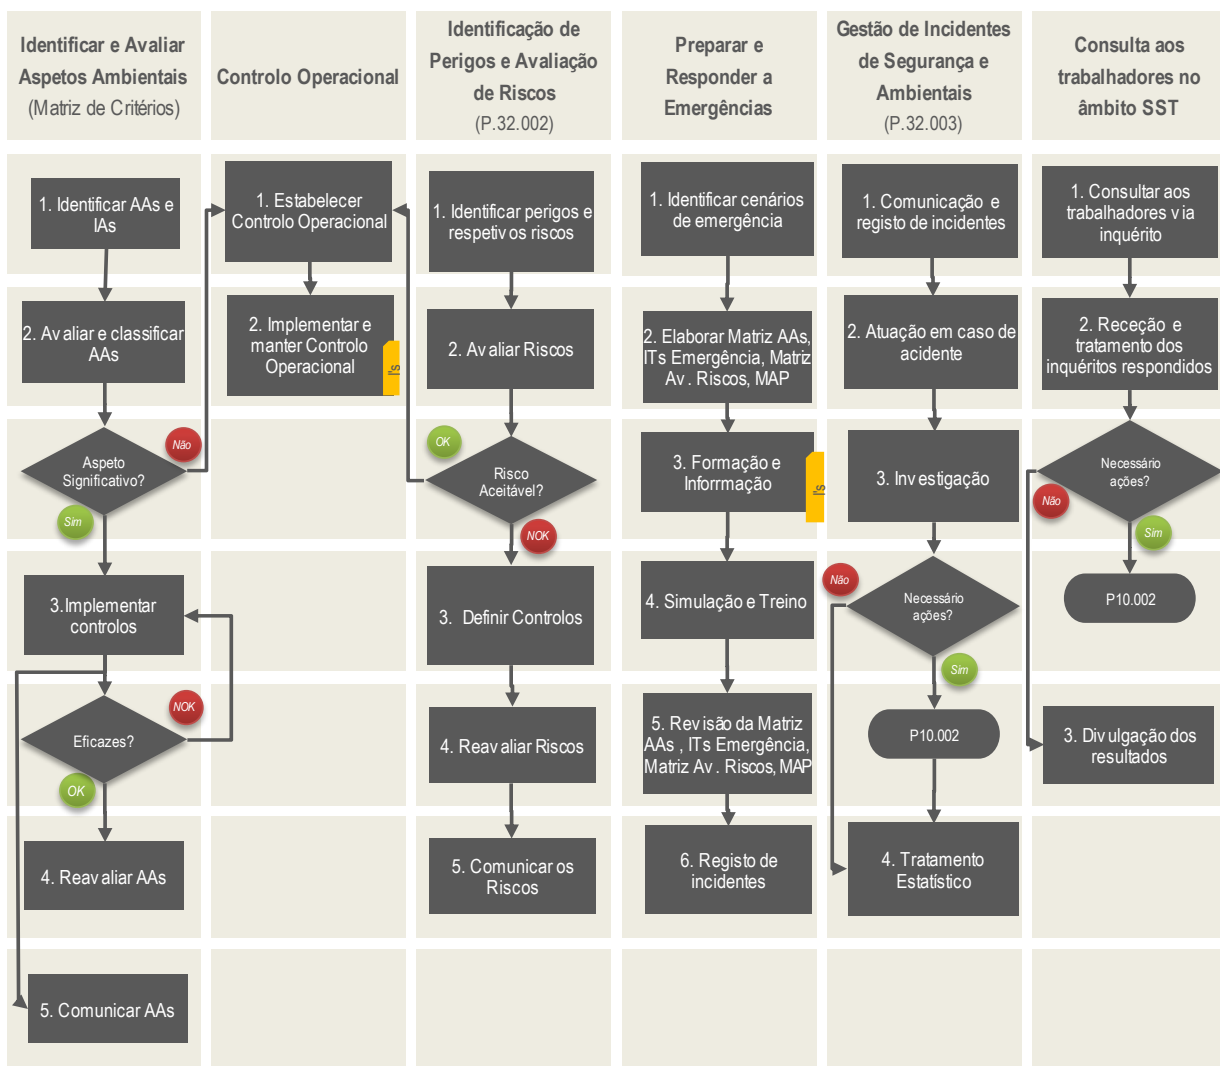 Identificar e Avaliar
Aspetos Ambientais
(Matriz de Critérios)
Controlo Operacional
Identificação de
Perigos e Avaliação
de Riscos
(P.32.002)
Preparar e
Responder a
Emergências
Gestão de Incidentes
de Segurança e
Ambientais
(P.32.003)
Consulta aos
trabalhadores no
âmbito SST
1. Identificar AAs e
IAs
2. Avaliar e classificar
AAs
Aspeto
Significativo?
Não
Sim
3.Implementar
controlos
Eficazes?
NOK
OK
4. Reavaliar AAs
5. Comunicar AAs
1. Estabelecer
Controlo Operacional
2. Implementar e
manter Controlo
Operacional
I's
1. Identificar perigos e
respetivos riscos
2. Avaliar Riscos
OK
Risco
Aceitável?
NOK
3. Definir Controlos
4. Reavaliar Riscos
5. Comunicar os
Riscos
1. Identificar cenários
de emergência
2. Elaborar Matriz AAs,
ITs Emergência, Matriz
Av. Riscos, MAP
3. Formação e
Inforrmação
I's
4. Simulação e Treino
5. Revisão da Matriz
AAs , ITs Emergência,
Matriz Av. Riscos, MAP
6. Registo de
incidentes
1. Comunicação e
registo de incidentes
2. Atuação em caso de
acidente
3. Investigação
Não
Necessário
ações?
Sim
P10.002
4. Tratamento
Estatístico
1. Consultar aos
trabalhadores via
inquérito
2. Receção e
tratamento dos
inquéritos respondidos
Necessário
ações?
Não
Sim
P10.002
3. Divulgação dos
resultados